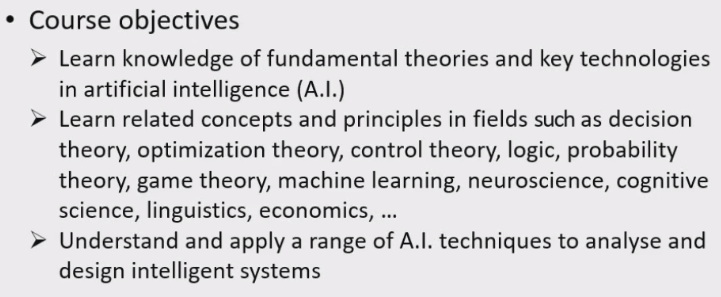 • Course objectives
➢ Learn knowledge of fundamental theories and key technologies
in artificial intelligence (A.I.)
➢ Learn related concepts and principles in fields such as decision
theory, optimization theory, control theory, logic, probability
theory, game theory, machine learning, neuroscience, cognitive
science, linguistics, economics, ...
➢ Understand and apply a range of A.I. techniques to analyse and
design intelligent systems